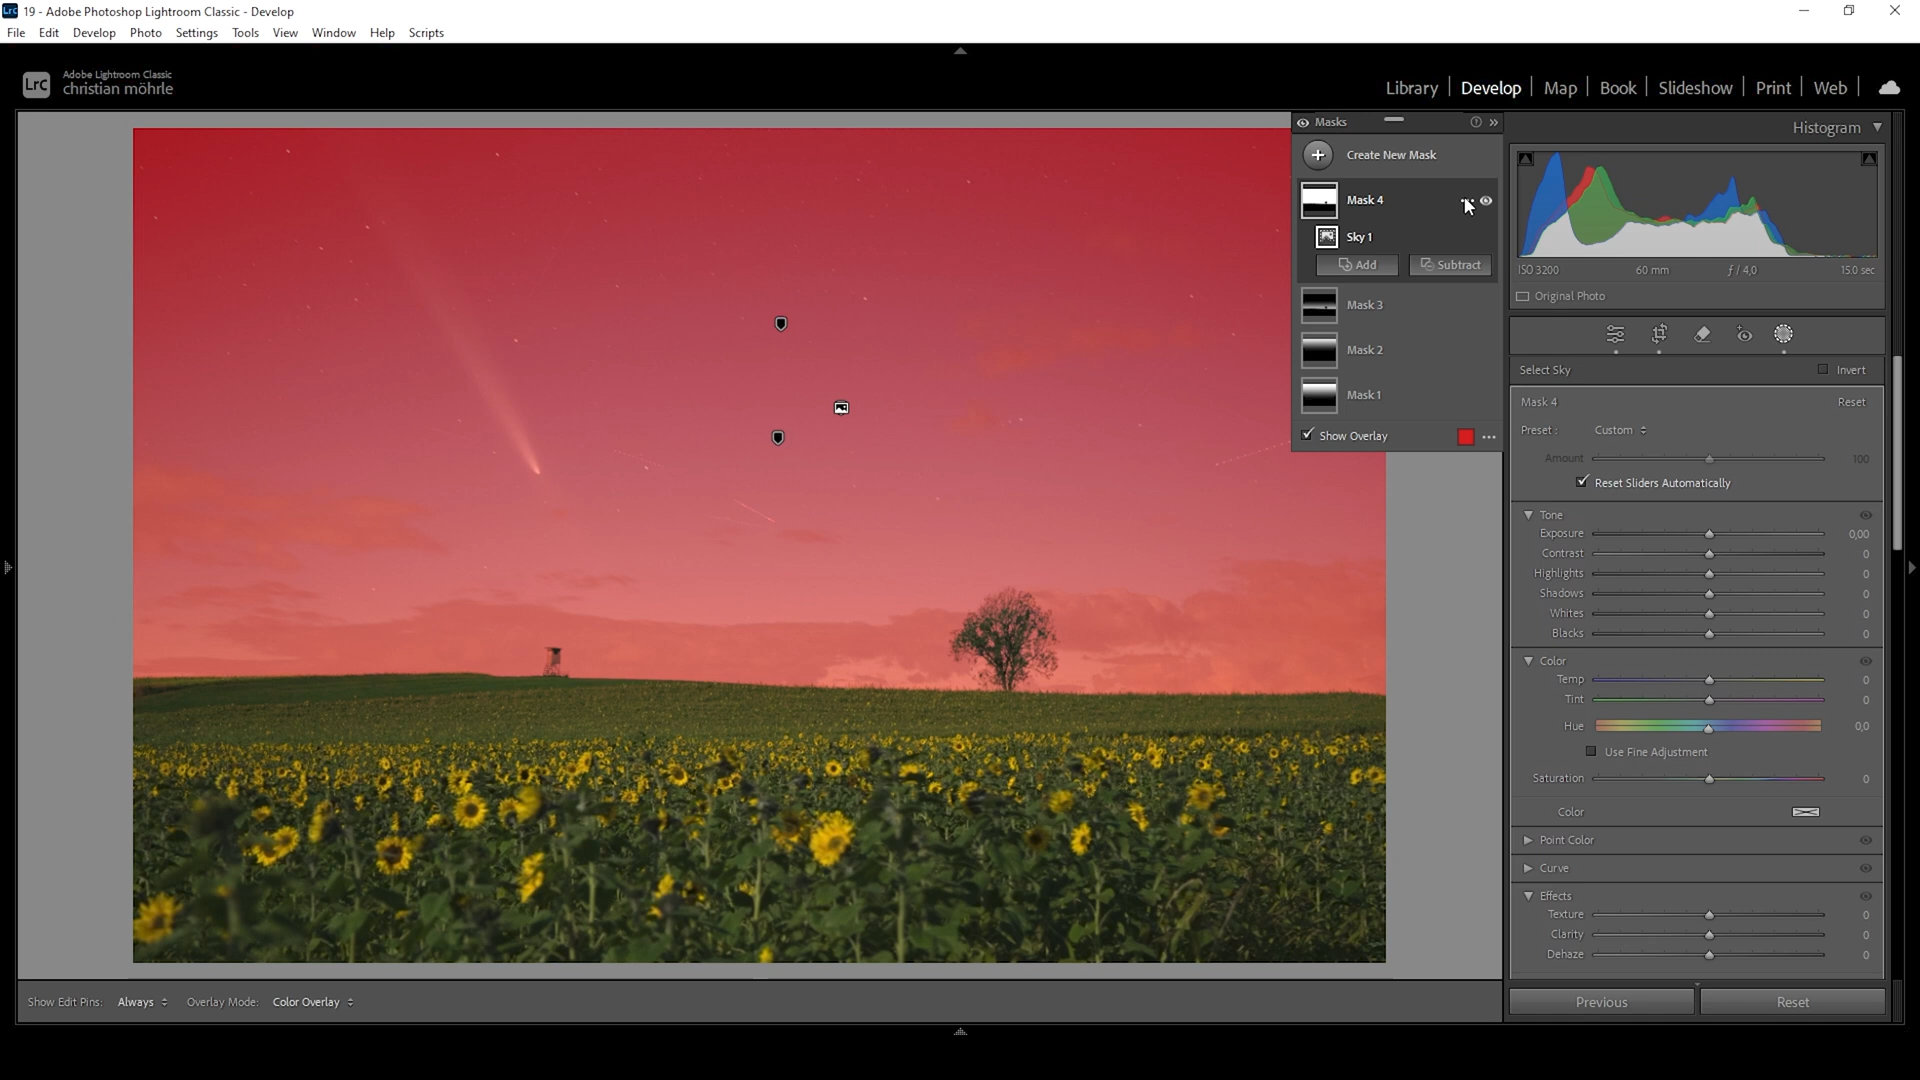 19 - Adobe Photoshop Lightroom Classic - Develop
File Edit Develop Photo Settings Tools View Window Help Scripts
Lrc Adobe Lightroom Classic
christian möhrle
Library Develop Map Book Slideshow Print Web
Masks
Create New Mask
Mask 4
Sky 1
Add Subtract
Mask 3
Mask 2
Mask 1
Show Overlay
Histogram
ISO 3200 60 mm ƒ / 4,0 15.0 sec
Original Photo
Select Sky Invert
Mask 4 Reset
Preset : Custom
Amount 100
Reset Sliders Automatically
Tone
Exposure 0,00
Contrast 0
Highlights 0
Shadows 0
Whites 0
Blacks 0
Color
Temp 0
Tint 0
Hue 0,0
Use Fine Adjustment
Saturation 0
Color
Point Color
Curve
Effects
Texture 0
Clarity 0
Dehaze 0
Show Edit Pins: Always Overlay Mode: Color Overlay
Previous Reset